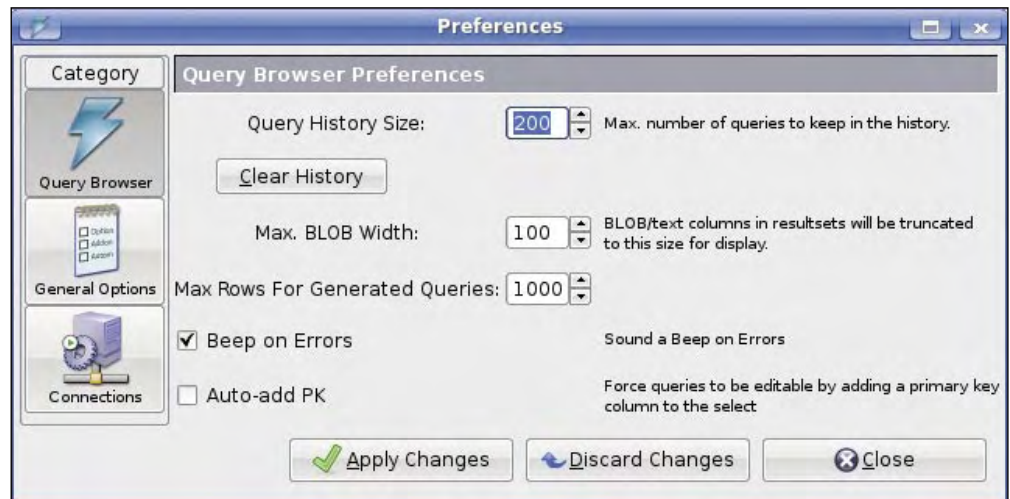 Preferences
Category
Query Browser Preferences
Query History Size:
200
Max. number of queries to keep in the history.
Clear History
Query Browser
Max. BLOB Width:
100
BLOB/text columns in resultsets will be truncated
to this size for display.
Option
Addon
General Options
Max Rows For Generated Queries:
1000
Beep on Errors
Sound a Beep on Errors
Connections
Auto-add PK
Force queries to be editable by adding a primary key
column to the select
Apply Changes
Discard Changes
Close